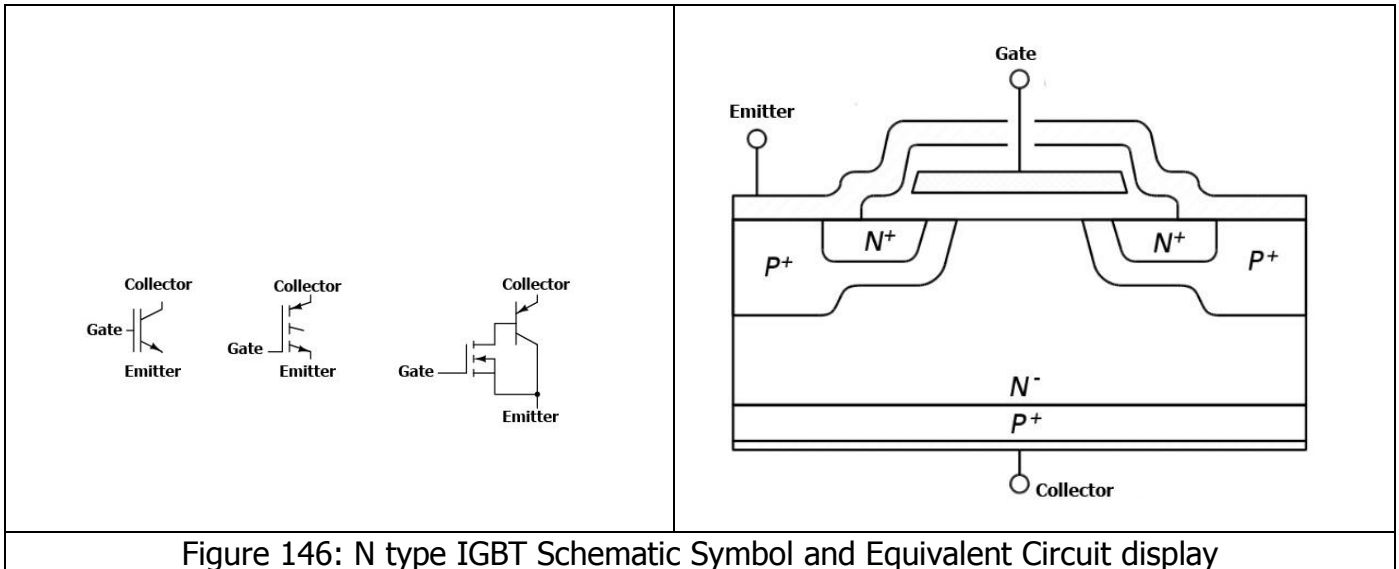 Collector
Gate
Emitter
Collector
Gate
Emitter
Collector
Gate
Emitter
Gate
Emitter
N+ N+
P+ P+
N-
P+
Collector
Figure 146: N type IGBT Schematic Symbol and Equivalent Circuit display